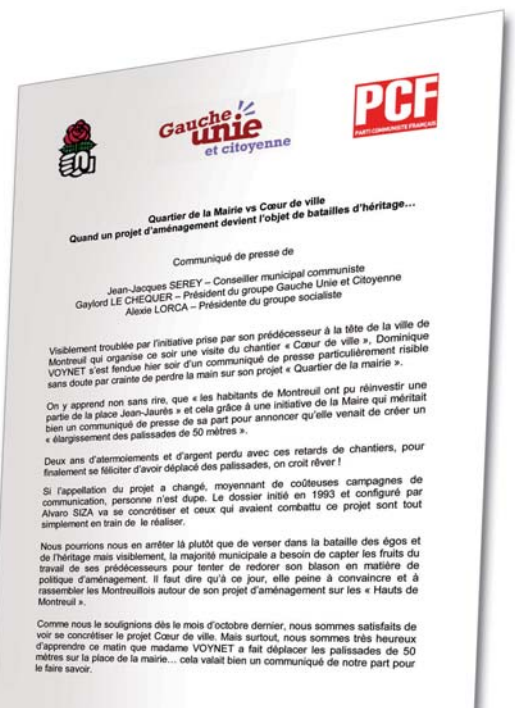 Gauche
unie
et citoyenne
PCF
PARTI COMMUNISTE FRANÇAIS
Quartier de la Mairie vs Cœur de ville
Quand un projet d'aménagement devient l'objet de batailles d'héritage…
Communiqué de presse de
Jean-Jacques SEREY – Conseiller municipal communiste
Gaylord LE CHEQUER – Président du groupe Gauche Unie et Citoyenne
Alexie LORCA – Présidente du groupe socialiste
Visiblement troublée par l'initiative prise par son prédécesseur à la tête de la ville de
Montreuil qui organise ce soir une visite du chantier « Cœur de ville », Dominique
VOYNET s'est fendue hier soir d'un communiqué de presse particulièrement risible
sans doute par crainte de perdre la main sur son projet « Quartier de la mairie ».
On y apprend non sans rire, que « les habitants de Montreuil ont pu réinvestir une
partie de la place Jean-Jaurès » et cela grâce à une initiative de la Maire qui méritait
bien un communiqué de presse de sa part pour annoncer qu'elle venait de créer un
« élargissement des palissades de 50 mètres ».
Deux ans d'atermoiements et d'argent perdu avec ces retards de chantiers, pour
finalement se féliciter d'avoir déplacé des palissades, on croit rêver !
Si l'appellation du projet a changé, moyennant de coûteuses campagnes de
communication, personne n'est dupe. Le dossier initié en 1993 et configuré par
Alvaro SIZA va se concrétiser et ceux qui avaient combattu ce projet sont tout
simplement en train de le réaliser.
Nous pourrions nous en arrêter là plutôt que de verser dans la bataille des égos et
de l'héritage mais visiblement, la majorité municipale a besoin de capter les fruits du
travail de ses prédécesseurs pour tenter de redorer son blason en matière de
politique d'aménagement. Il faut dire qu'à ce jour, elle peine à convaincre et à
rassembler les Montreuillois autour de son projet d'aménagement sur les « Hauts de
Montreuil ».
Comme nous le soulignions dès le mois d'octobre dernier, nous sommes satisfaits de
voir se concrétiser le projet Cœur de ville. Mais surtout, nous sommes très heureux
d'apprendre ce matin que madame VOYNET a fait déplacer les palissades de 50
mètres sur la place de la mairie… cela valait bien un communiqué de notre part pour
le faire savoir.